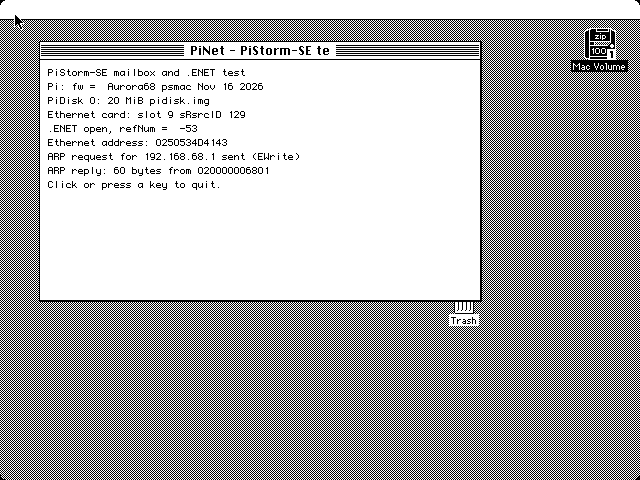 PiNet - PiStorm-SE te
PiStorm-SE mailbox and .ENET test
Pi: fw =  Aurora68 psmac Nov 16 2026
PiDisk 0: 20 MiB pidisk.img
Ethernet card: slot 9 sRsrcID 129
.ENET open, refNum =  -53
Ethernet address: 0250534D4143
ARP request for 192.168.68.1 sent (EWrite)
ARP reply: 60 bytes from 020000006801
Click or press a key to quit.
zip
100
Mac Volume
Trash